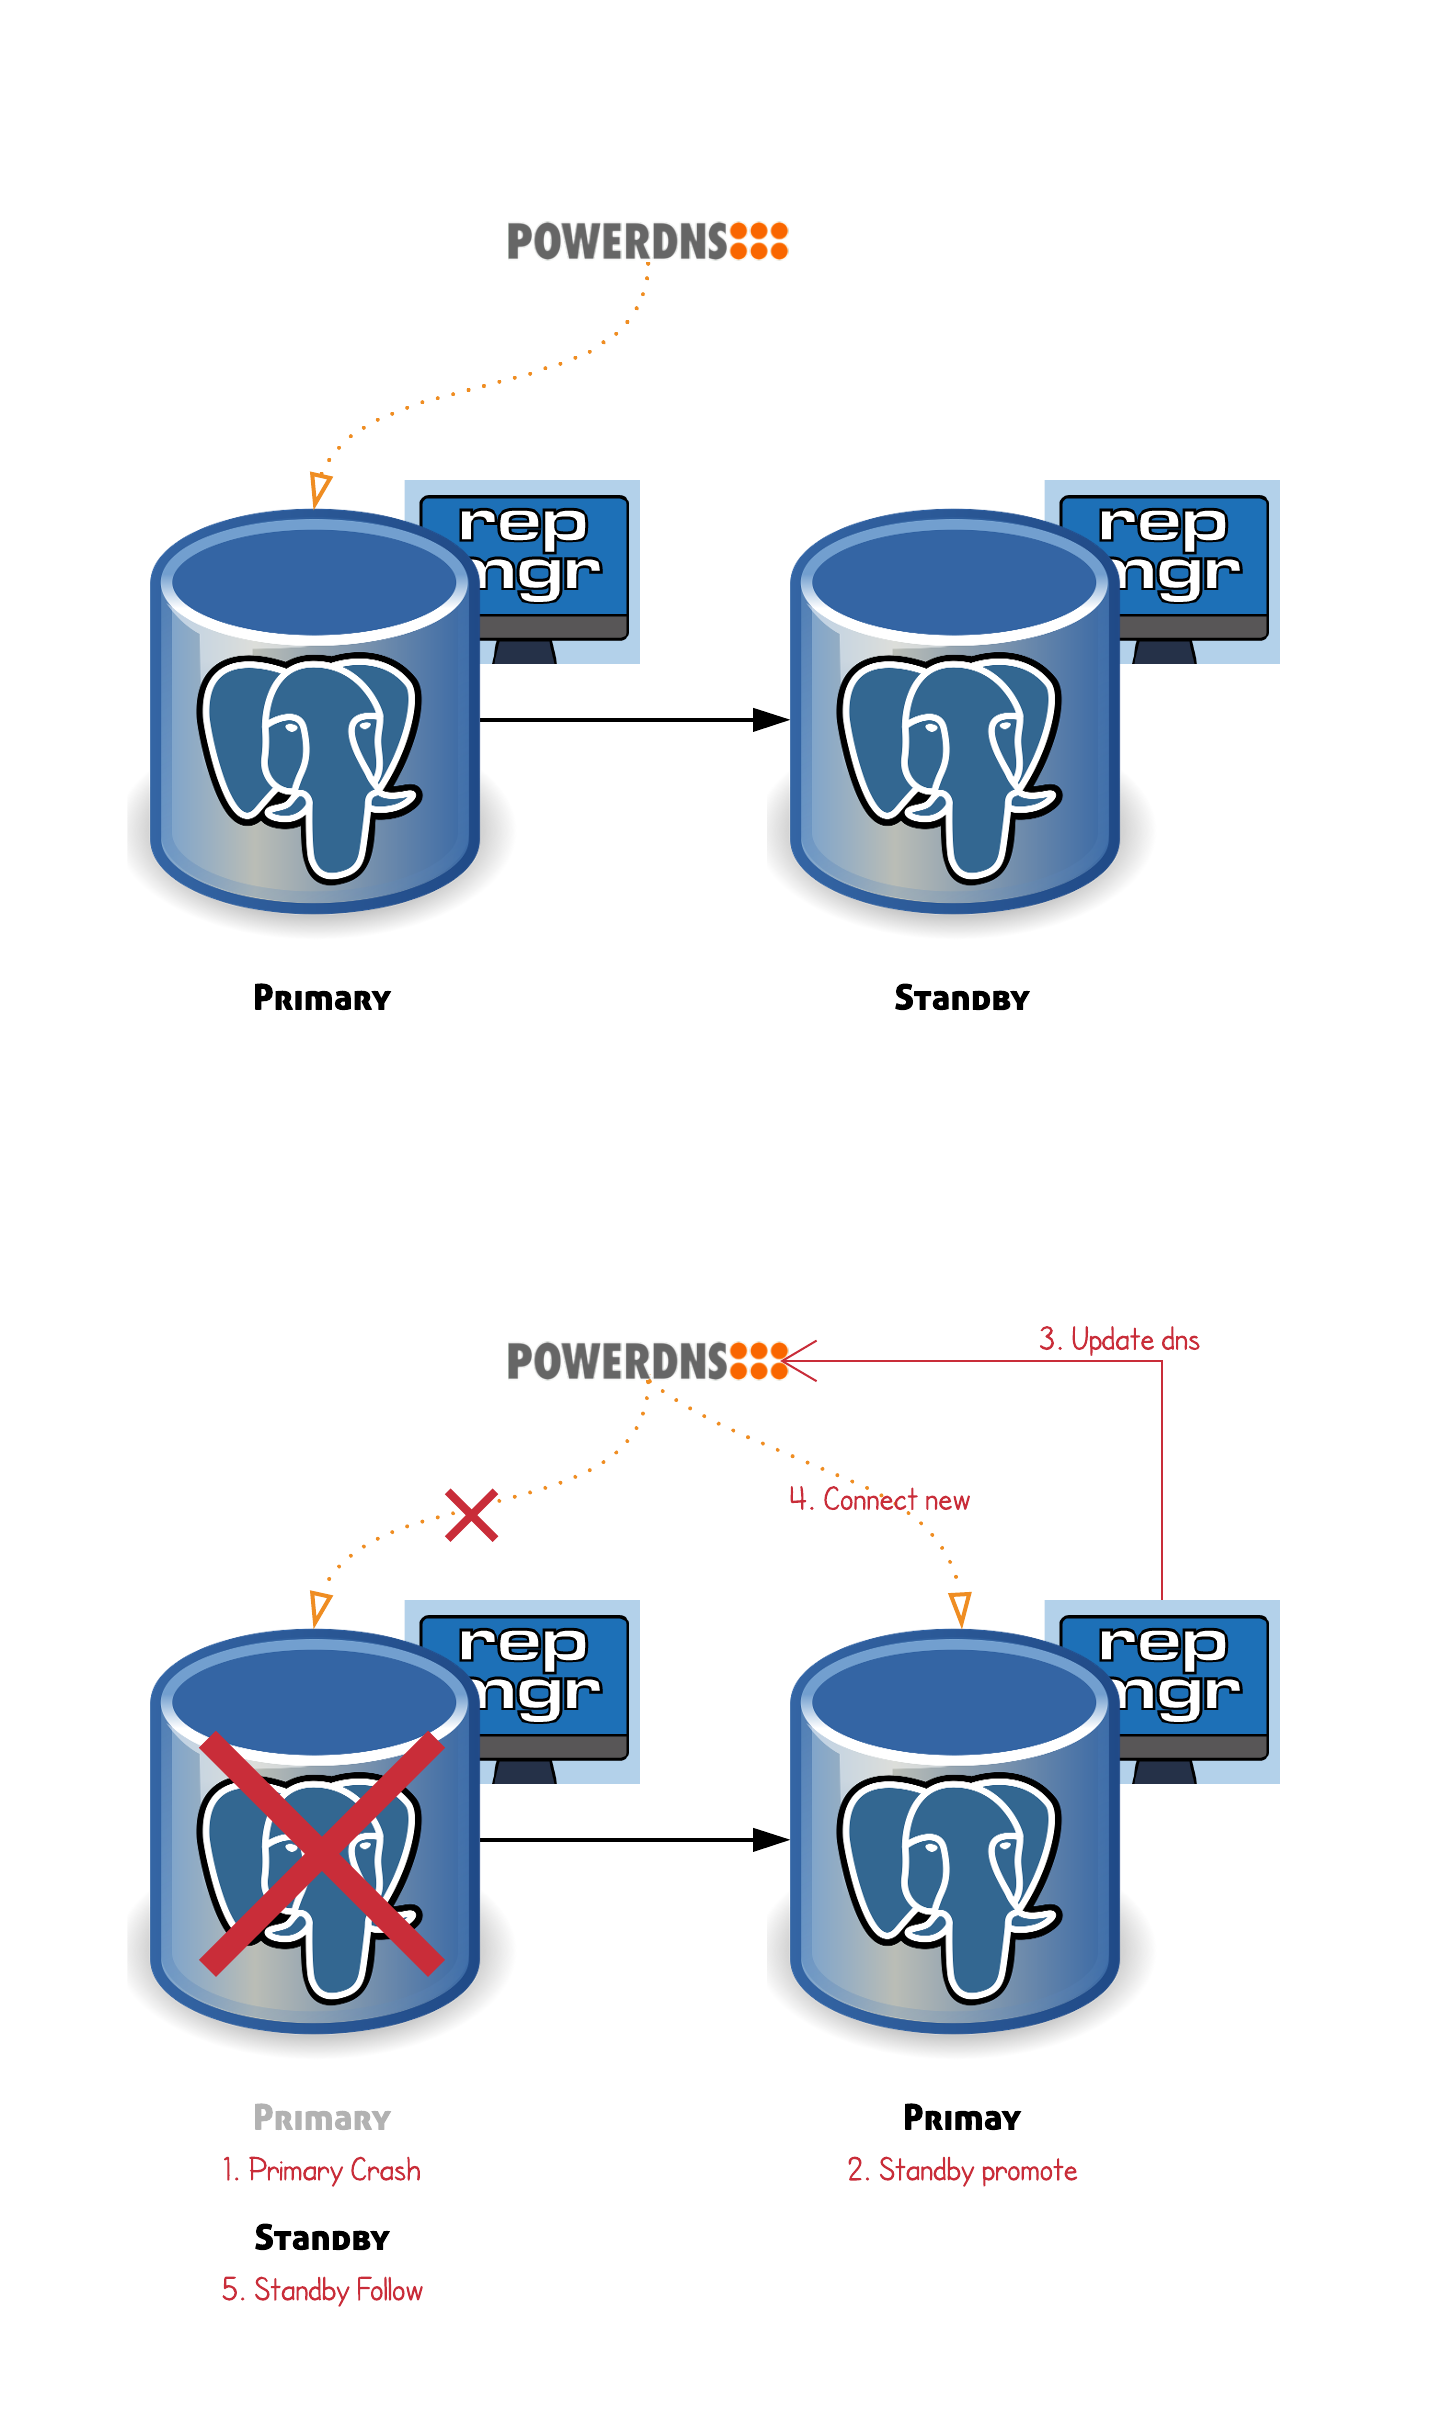 POWERDNS
rep
mgr
rep
mgr
Primary
Standby
3. Update dns
POWERDNS
4. Connect new
rep
mgr
rep
mgr
Primary
Primay
1. Primary Crash
2. Standby promote
Standby
5. Standby Follow